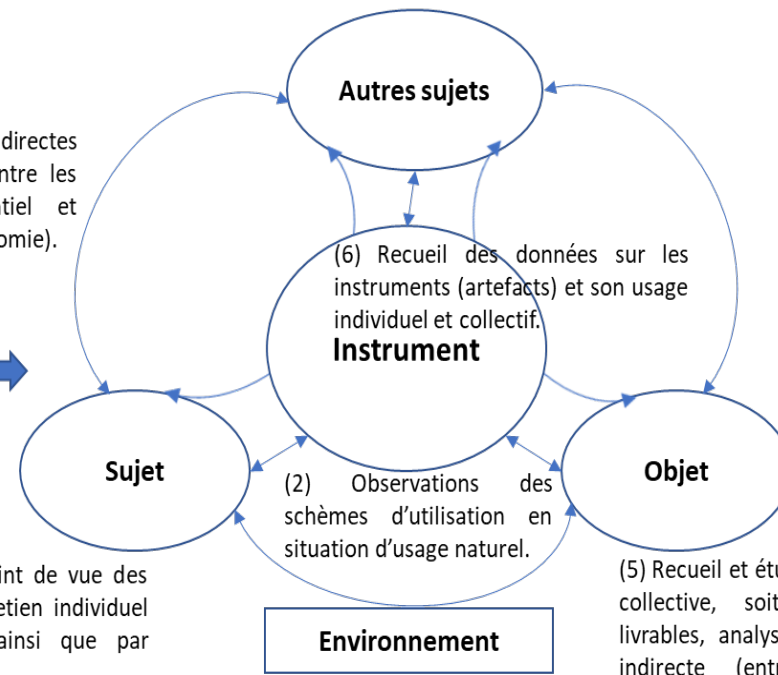 Autres sujets
directes
ntre les
tiel et
omie).
(6) Recueil des données sur les
instruments (artefacts) et son usage
individuel et collectif.
Instrument
Sujet
Objet
(2) Observations des
schèmes d'utilisation en
situation d'usage naturel.
int de vue des
etien individuel
ainsi que par
(5) Recueil et étu
collective, soit
livrables, analys
indirecte (entr
Environnement